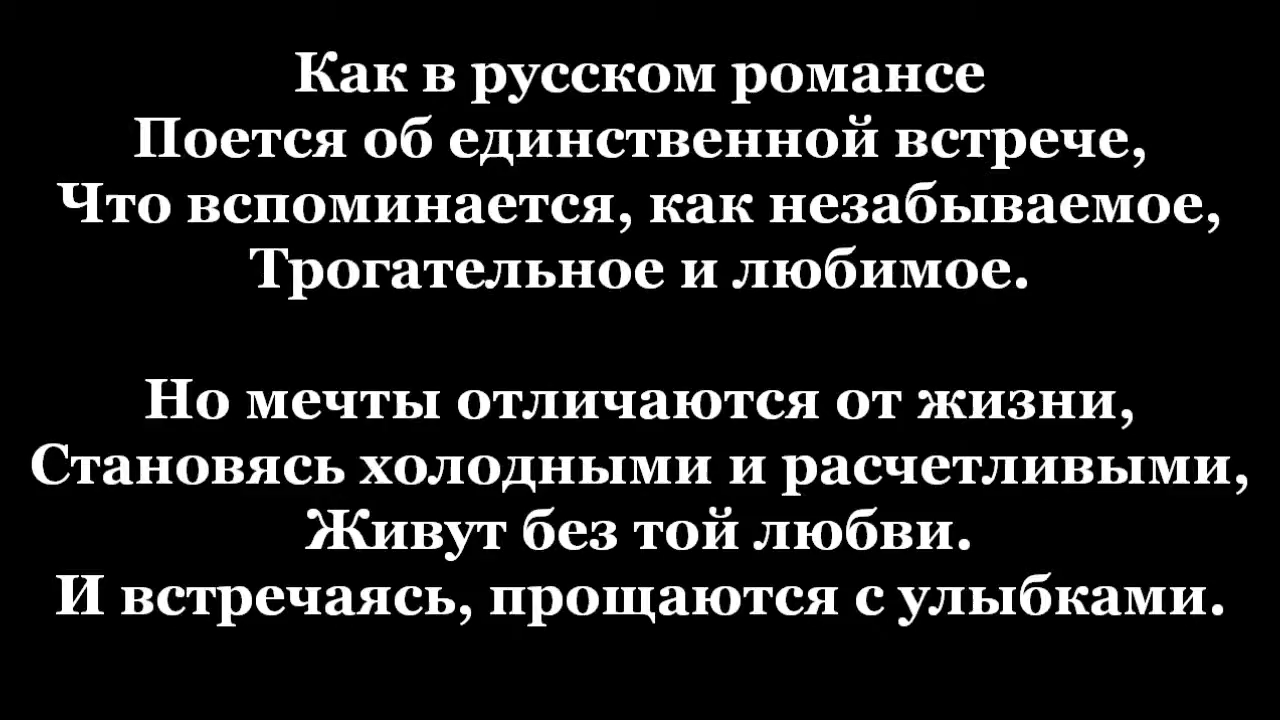 Как в русском романсе
Поется об единственной встрече,
Что вспоминается, как незабываемое,
Трогательное и любимое.
Но мечты отличаются от жизни,
Становясь холодными и расчетливыми,
Живут без той любви.
И встречаясь, прощаются с улыбками.